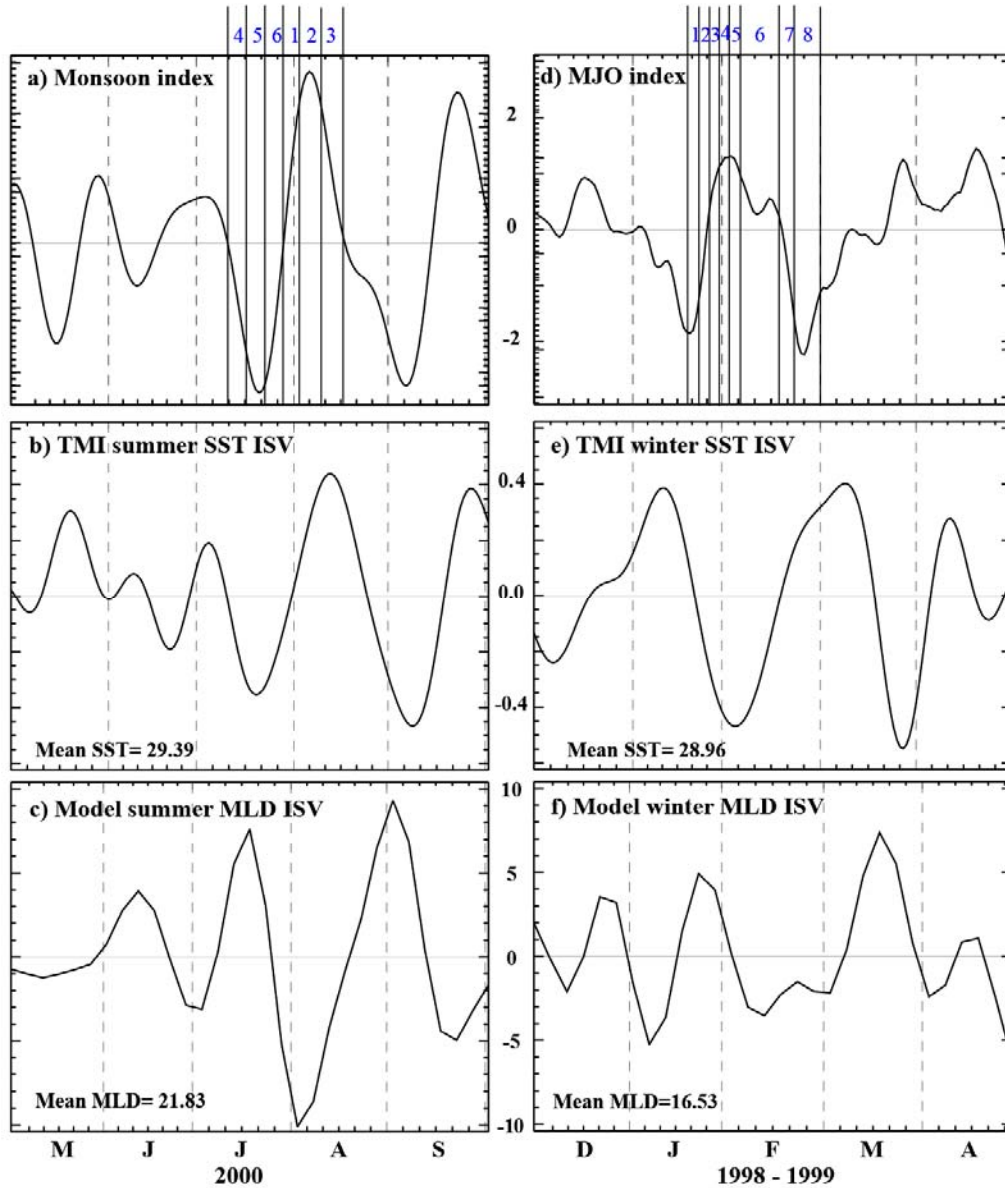 4 5 6 1 2 3
1 2 3 4 5 6 7 8
a) Monsoon index
d) MJO index
2
0
-2
b) TMI summer SST ISV
e) TMI winter SST ISV
0.4
0.0
-0.4
Mean SST= 29.39
Mean SST= 28.96
c) Model summer MLD ISV
f) Model winter MLD ISV
10
5
0
-5
-10
Mean MLD= 21.83
Mean MLD=16.53
M J J A S
D J F M A
2000
1998 - 1999